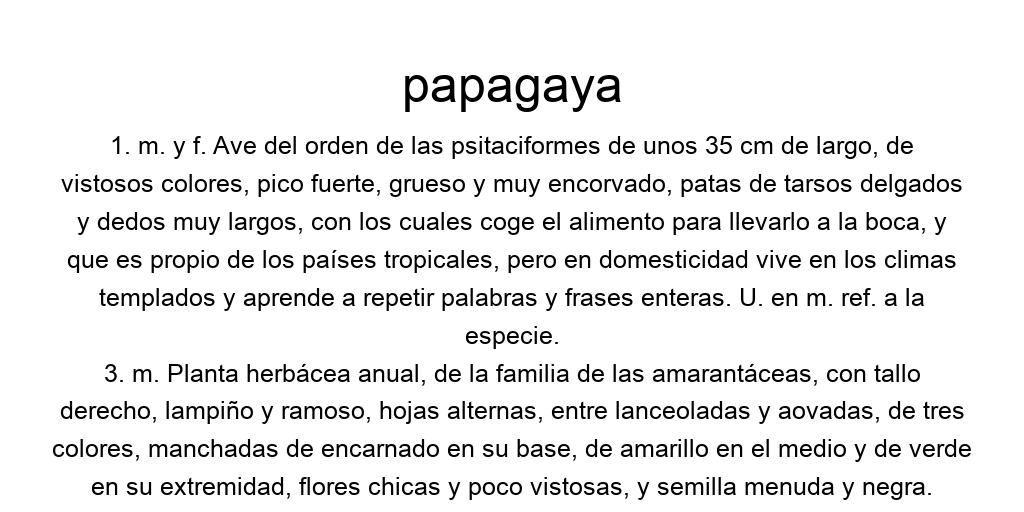 papagaya
1. m. y f. Ave del orden de las psitaciformes de unos 35 cm de largo, de
vistosos colores, pico fuerte, grueso y muy encorvado, patas de tarsos delgados
y dedos muy largos, con los cuales coge el alimento para llevarlo a la boca, y
que es propio de los países tropicales, pero en domesticidad vive en los climas
templados y aprende a repetir palabras y frases enteras. U. en m. ref. a la
especie.
3. m. Planta herbácea anual, de la familia de las amarantáceas, con tallo
derecho, lampiño y ramoso, hojas alternas, entre lanceoladas y aovadas, de tres
colores, manchadas de encarnado en su base, de amarillo en el medio y de verde
en su extremidad, flores chicas y poco vistosas, y semilla menuda y negra.